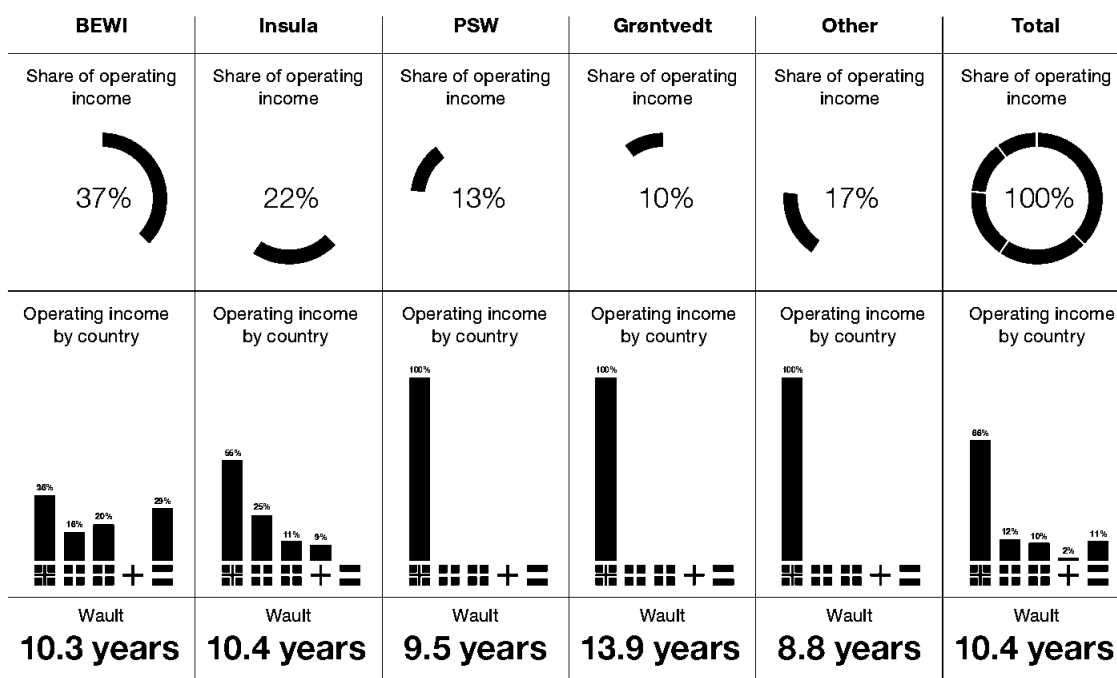 BEWI
Insula
PSW
Grøntvedt
Other
Total
Share of operating
income
37%
Share of operating
income
22%
Share of operating
income
13%
Share of operating
income
10%
Share of operating
income
17%
Share of operating
income
100%
Operating income
by country
36%
16%
20%
29%
Operating income
by country
55%
25%
11%
9%
Operating income
by country
100%
Operating income
by country
100%
Operating income
by country
100%
Operating income
by country
66%
12%
10%
2%
11%
Wault
10.3 years
Wault
10.4 years
Wault
9.5 years
Wault
13.9 years
Wault
8.8 years
Wault
10.4 years